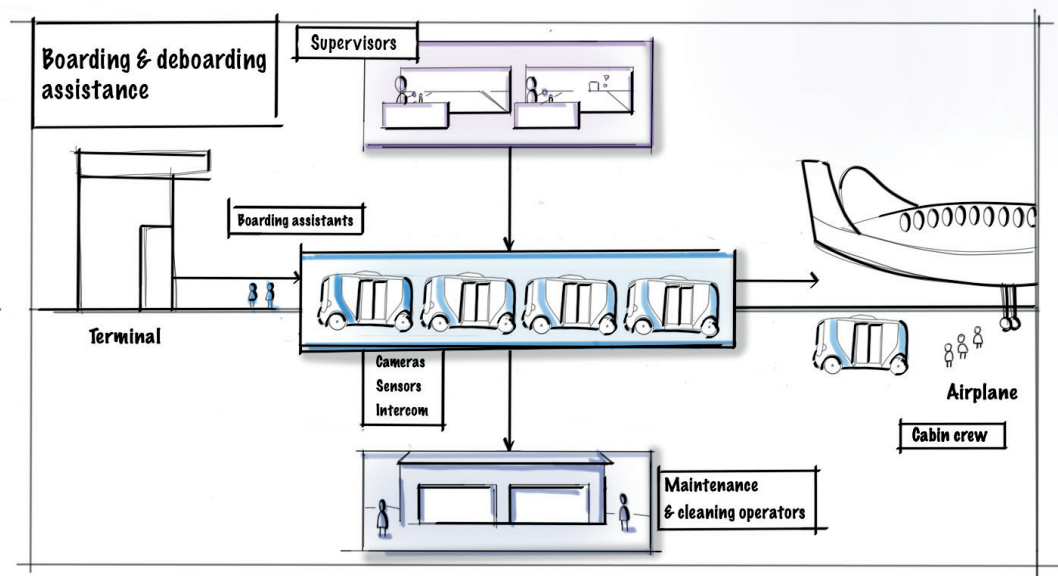 Boarding & deboarding
assistance
Supervisors
Boarding assistants
Terminal
Cameras
Sensors
Intercom
Airplane
Cabin crew
Maintenance
& cleaning operators